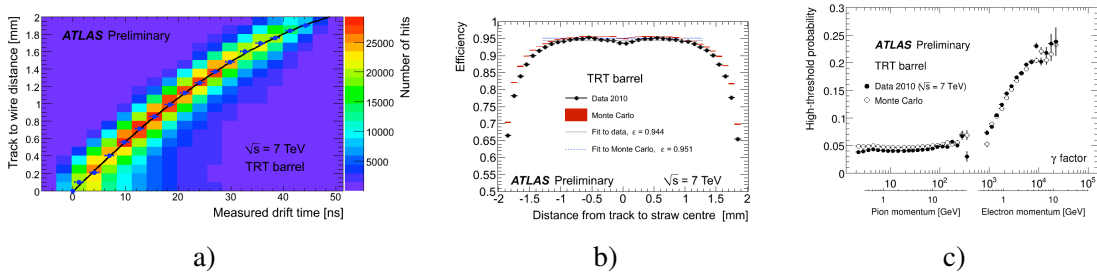 Track to wire distance [mm]
2
1.8
1.6
1.4
1.2
1
0.8
0.6
0.4
0.2
0
ATLAS Preliminary
√s = 7 TeV
TRT barrel
0 10 20 30 40 50
Measured drift time [ns]
25000
20000
15000
10000
5000
Number of hits
a)
Efficiency
1
0.95
0.9
0.85
0.8
0.75
0.7
0.65
0.6
0.55
0.5
TRT barrel
Data 2010
Monte Carlo
Fit to data, ε = 0.944
Fit to Monte Carlo, ε = 0.951
ATLAS Preliminary √s = 7 TeV
-2 -1.5 -1 -0.5 0 0.5 1 1.5 2
Distance from track to straw centre [mm]
b)
High-threshold probability
0.3
0.25
0.2
0.15
0.1
0.05
0
ATLAS Preliminary
TRT barrel
Data 2010 (√s = 7 TeV)
Monte Carlo
γ factor
10 10² 10³ 10⁴ 10⁵
1 10 1 10
Pion momentum [GeV] Electron momentum [GeV]
c)